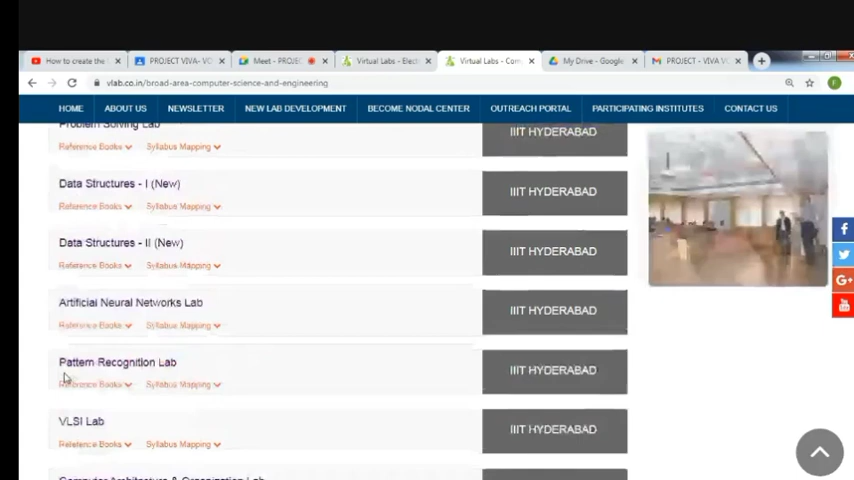 How to create the
PROJECT VIVA- VO
Meet - PROJE
Virtual Labs - Elect
Virtual Labs - Com
My Drive - Google
PROJECT - VIVA VO
vlab.co.in/broad-area-computer-science-and-engineering
F
HOME ABOUT US NEWSLETTER NEW LAB DEVELOPMENT BECOME NODAL CENTER OUTREACH PORTAL PARTICIPATING INSTITUTES CONTACT US
Problem Solving Lab
IIIT HYDERABAD
Reference Books Syllabus Mapping
Data Structures - I (New)
IIIT HYDERABAD
Reference Books Syllabus Mapping
Data Structures - II (New)
IIIT HYDERABAD
Reference Books Syllabus Mapping
Artificial Neural Networks Lab
IIIT HYDERABAD
Reference Books Syllabus Mapping
Pattern Recognition Lab
IIIT HYDERABAD
Reference Books Syllabus Mapping
VLSI Lab
IIIT HYDERABAD
Reference Books Syllabus Mapping
Computer Architecture & Organization Lab